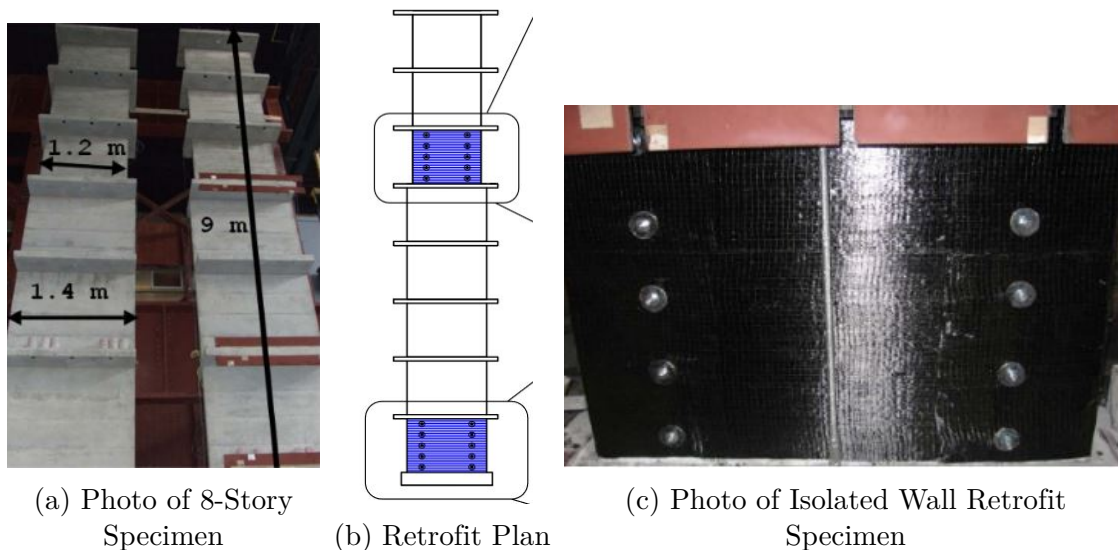 1.2 m
9 m
1.4 m
(a) Photo of 8-Story
Specimen
(b) Retrofit Plan
(c) Photo of Isolated Wall Retrofit
Specimen